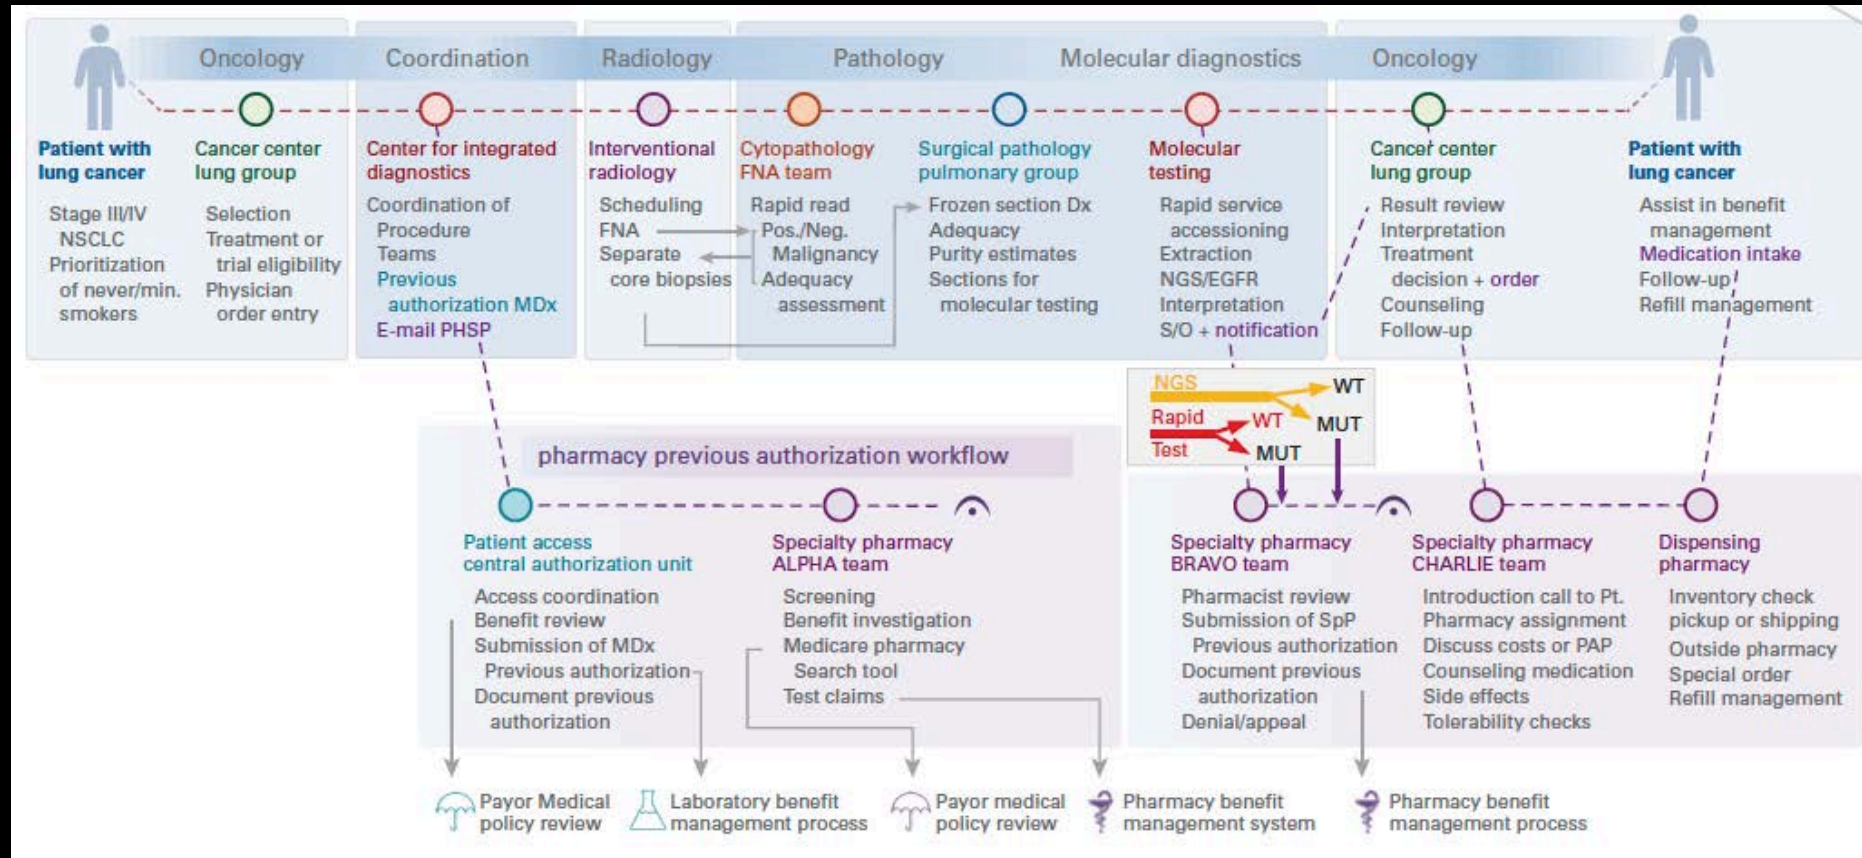 Oncology
Coordination
Radiology
Pathology
Molecular diagnostics
Oncology
Patient with
lung cancer
Stage III/IV
NSCLC
Prioritization
of never/min.
smokers
Cancer center
lung group
Selection
Treatment or
trial eligibility
Physician
order entry
Center for integrated
diagnostics
Coordination of
Procedure
Teams
Previous
authorization MDx
E-mail PHSP
Interventional
radiology
Scheduling
FNA
Separate
core biopsies
Cytopathology
FNA team
Rapid read
Pos./Neg.
Malignancy
Adequacy
assessment
Surgical pathology
pulmonary group
Frozen section Dx
Adequacy
Purity estimates
Sections for
molecular testing
Molecular
testing
Rapid service
accessioning
Extraction
NGS/EGFR
Interpretation
S/O + notification
Cancer center
lung group
Result review
Interpretation
Treatment
decision + order
Counseling
Follow-up
Patient with
lung cancer
Assist in benefit
management
Medication intake
Follow-up
Refill management
NGS
WT
MUT
Rapid
Test
WT
MUT
pharmacy previous authorization workflow
Patient access
central authorization unit
Access coordination
Benefit review
Submission of MDx
Previous authorization
Document previous
authorization
Specialty pharmacy
ALPHA team
Screening
Benefit investigation
Medicare pharmacy
Search tool
Test claims
Specialty pharmacy
BRAVO team
Pharmacist review
Submission of SpP
Previous authorization
Document previous
authorization
Denial/appeal
Specialty pharmacy
CHARLIE team
Introduction call to Pt.
Pharmacy assignment
Discuss costs or PAP
Counseling medication
Side effects
Tolerability checks
Dispensing
pharmacy
Inventory check
pickup or shipping
Outside pharmacy
Special order
Refill management
Payor Medical
policy review
Laboratory benefit
management process
Payor medical
policy review
Pharmacy benefit
management system
Pharmacy benefit
management process